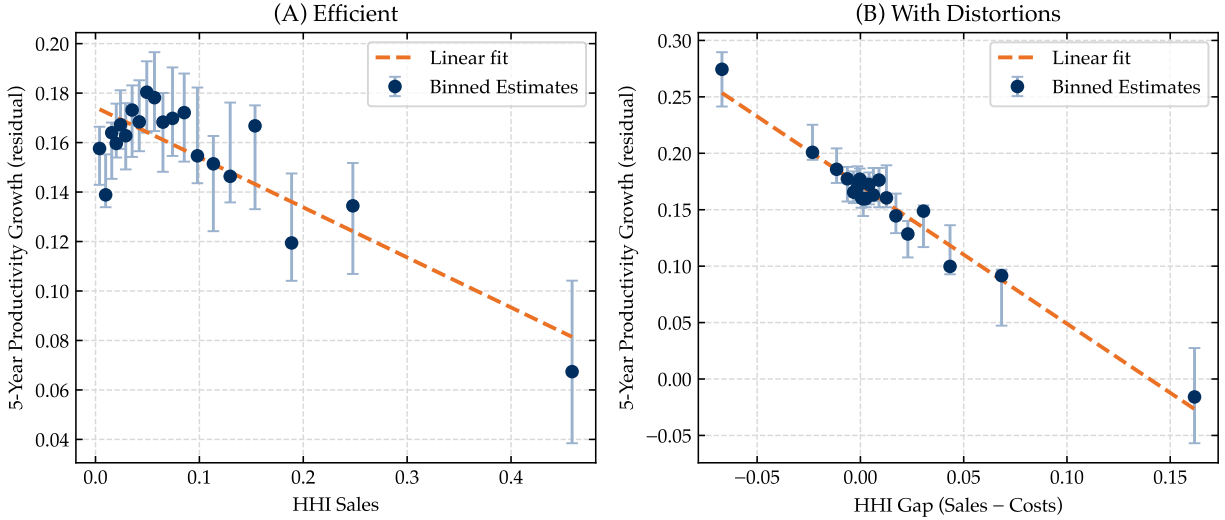 (A) Efficient
5-Year Productivity Growth (residual)
0.20
0.18
0.16
0.14
0.12
0.10
0.08
0.06
0.04
Linear fit
Binned Estimates
0.0
0.1
0.2
0.3
0.4
HHI Sales
(B) With Distortions
5-Year Productivity Growth (residual)
0.30
0.25
0.20
0.15
0.10
0.05
0.00
−0.05
Linear fit
Binned Estimates
−0.05
0.00
0.05
0.10
0.15
HHI Gap (Sales − Costs)